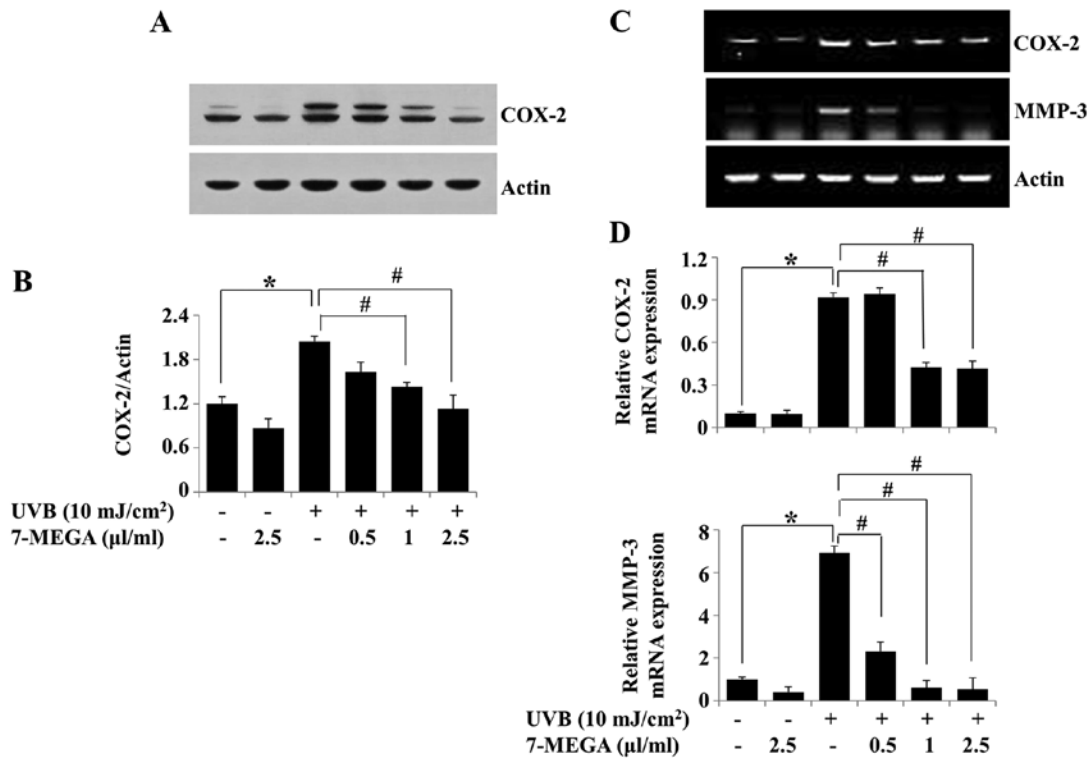 A
COX-2
Actin
B
* # #
COX-2/Actin
2.4
1.8
1.2
0.6
0
UVB (10 mJ/cm²) - - + + + +
7-MEGA (µl/ml) - 2.5 - 0.5 1 2.5
C
COX-2
MMP-3
Actin
D
* # #
Relative COX-2
mRNA expression
1.2
0.9
0.6
0.3
0
* # # #
Relative MMP-3
mRNA expression
8
6
4
2
0
UVB (10 mJ/cm²) - - + + + +
7-MEGA (µl/ml) - 2.5 - 0.5 1 2.5